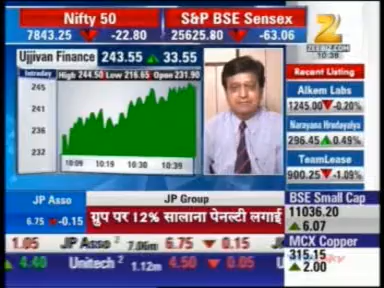 Nifty 50
S&P BSE Sensex
7843.25 -22.80
25625.80 -63.06
ZEEBIZ.COM
10:38
Ujjivan Finance 243.55 33.55
Intraday High 244.50 Low 216.65 Open 231.90
245
241
236
232
10:09 10:19 10:30 10:39
Recent Listing
Alkem Labs
1245.00 -0.20%
Narayana Hrudayalya
296.45 0.49%
TeamLease
900.25 -1.09%
JP Asso
6.75 -0.15
JP Group
ग्रुप पर 12% सालाना पेनल्टी लगाई
BSE Small Cap
11036.20
6.07
MCX Copper
315.15
2.00
1.05 JP Asso 2 7.06m 6.75 0.15
4.40 Unitech 2 1.12m 4.50 0.05